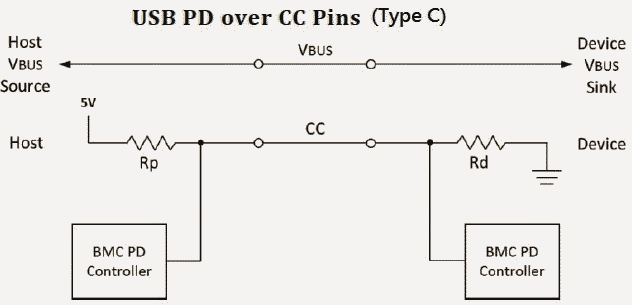 USB PD over CC Pins (Type C)
Host
VBUS
Source
VBUS
Device
VBUS
Sink
5V
Host
Rp
CC
Rd
Device
BMC PD
Controller
BMC PD
Controller